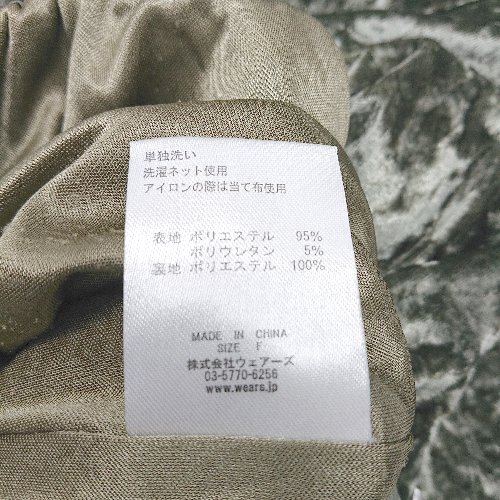 単独洗い
洗濯ネット使用
アイロンの際は当て布使用
表地 ポリエステル 95%
ポリウレタン 5%
裏地 ポリエステル 100%
MADE IN CHINA
SIZE F
株式会社ウェアーズ
03-5770-6256
www.wears.jp